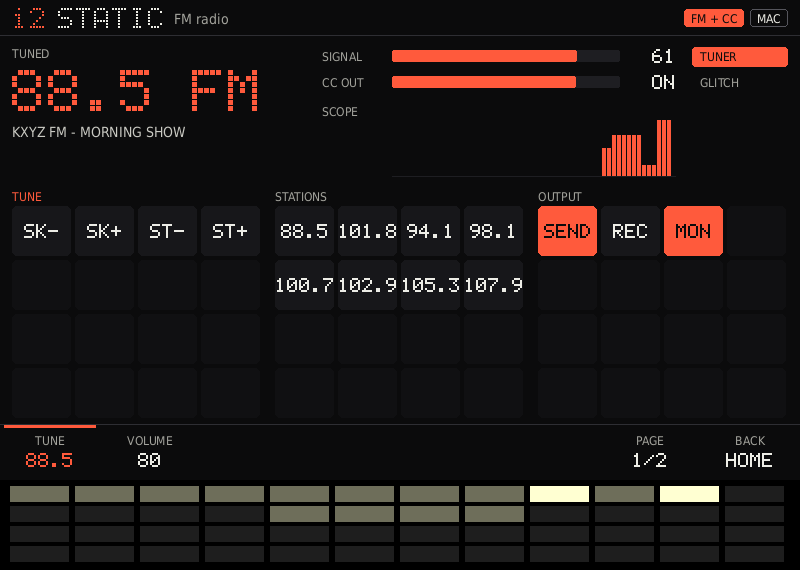 i2 STATIC FM radio FM + CC MAC
TUNED
88.5 FM
KXYZ FM - MORNING SHOW
SIGNAL 61 TUNER
CC OUT ON GLITCH
SCOPE
TUNE STATIONS OUTPUT
SK- SK+ ST- ST+ 88.5 101.8 94.1 98.1 SEND REC MON
100.7 102.9 105.3 107.9
TUNE VOLUME PAGE BACK
88.5 80 1/2 HOME